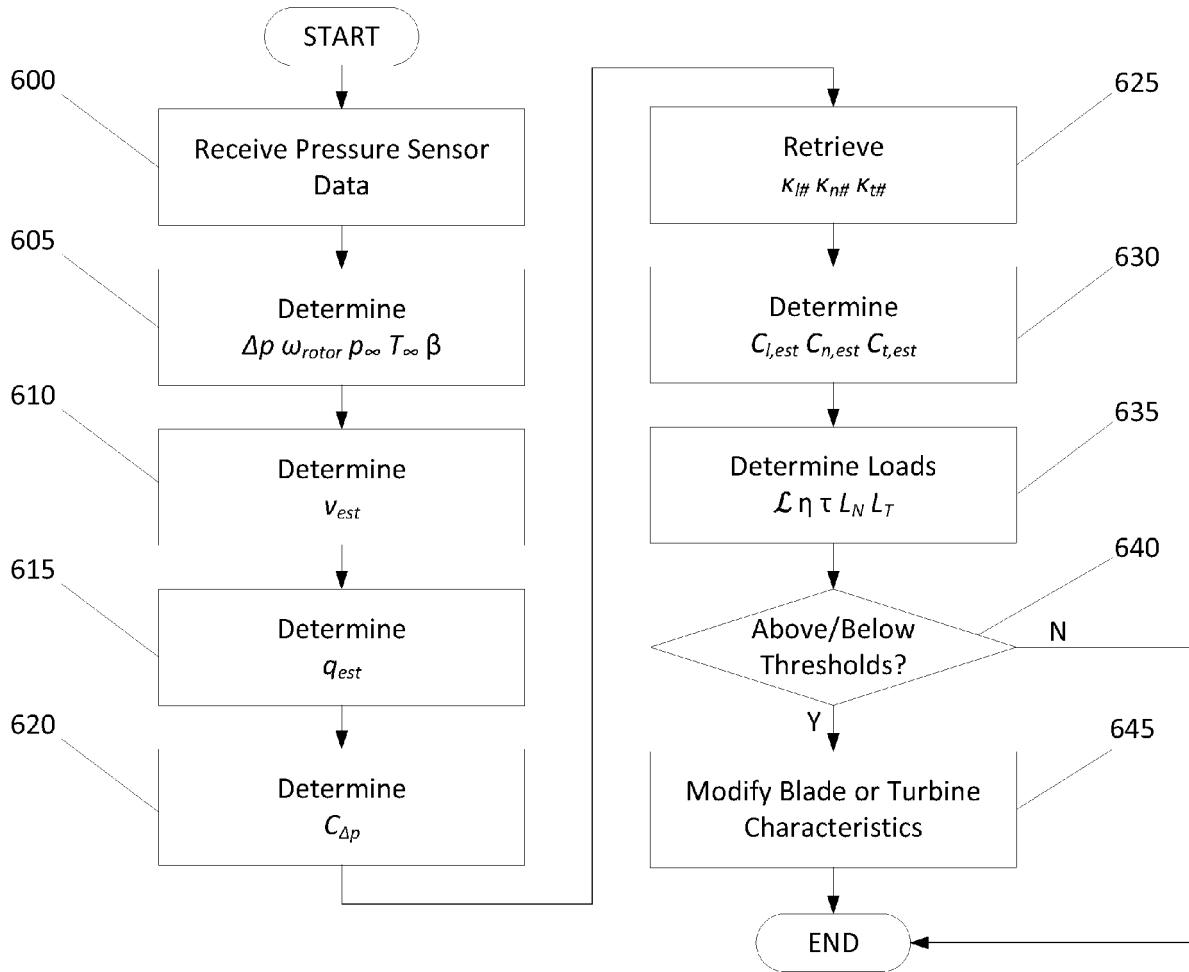 START
600
Receive Pressure Sensor
Data
605
Determine
Δp ω_rotor p_∞ T_∞ β
610
Determine
v_est
615
Determine
q_est
620
Determine
C_Δp
625
Retrieve
κ_l# κ_n# κ_t#
630
Determine
C_l,est C_n,est C_t,est
635
Determine Loads
ℒ η τ L_N L_T
640
Above/Below
Thresholds?
N
Y
645
Modify Blade or Turbine
Characteristics
END